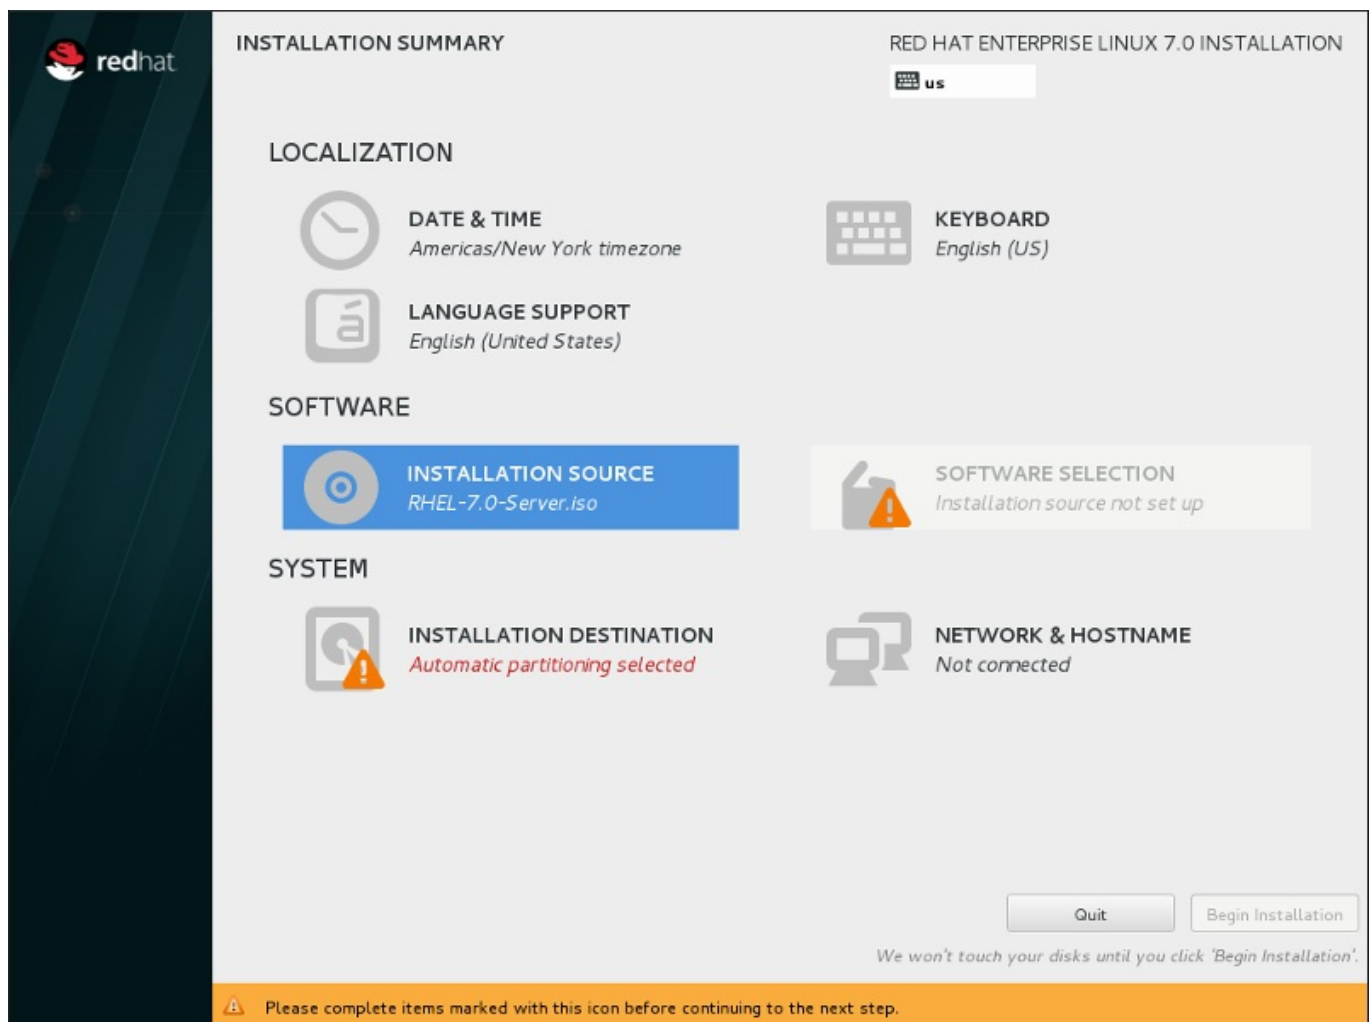 redhat.
INSTALLATION SUMMARY
RED HAT ENTERPRISE LINUX 7.0 INSTALLATION
us
LOCALIZATION
DATE & TIME
Americas/New York timezone
KEYBOARD
English (US)
á
LANGUAGE SUPPORT
English (United States)
SOFTWARE
INSTALLATION SOURCE
RHEL-7.0-Server.iso
SOFTWARE SELECTION
Installation source not set up
SYSTEM
INSTALLATION DESTINATION
Automatic partitioning selected
NETWORK & HOSTNAME
Not connected
Quit
Begin Installation
We won't touch your disks until you click 'Begin Installation'.
Please complete items marked with this icon before continuing to the next step.